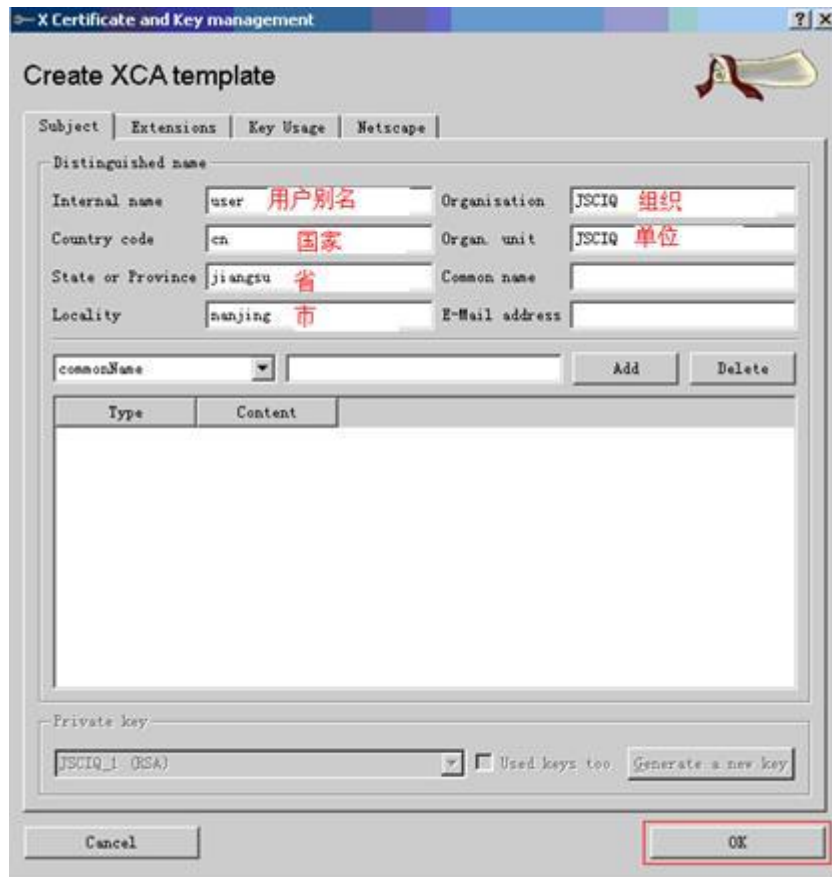 X Certificate and Key management
Create XCA template
Subject Extensions Key Usage Netscape
Distinguished name
Internal name user 用户别名 Organisation JSCIQ 组织
Country code cn 国家 Organ. unit JSCIQ 单位
State or Province jiangsu 省 Common name
Locality nanjing 市 E-Mail address
commonName Add Delete
Type Content
Private key
JSCIQ_1 (RSA) Used keys too Generate a new key
Cancel OK